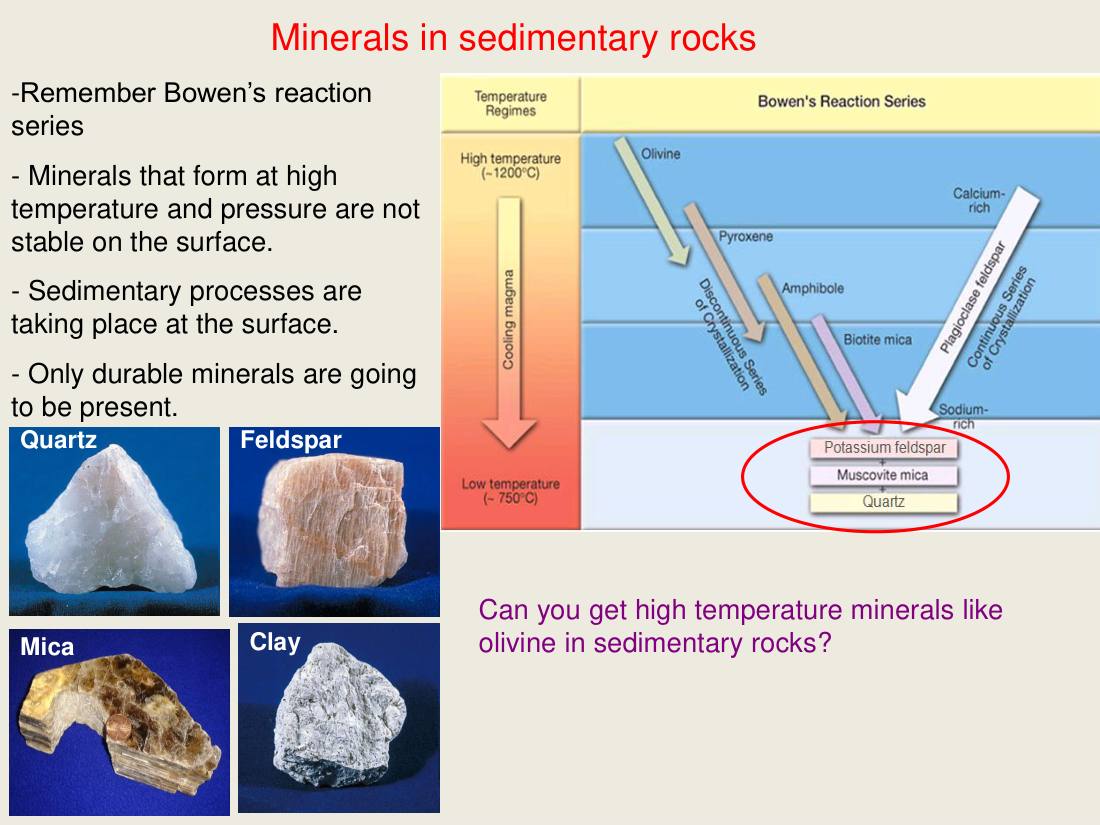 Minerals in sedimentary rocks
-Remember Bowen’s reaction
series
- Minerals that form at high
temperature and pressure are not
stable on the surface.
- Sedimentary processes are
taking place at the surface.
- Only durable minerals are going
to be present.
Quartz
Feldspar
Mica
Clay
Temperature
Regimes
Bowen's Reaction Series
High temperature
(~1200°C)
Cooling magma
Low temperature
(~ 750°C)
Olivine
Pyroxene
Amphibole
Biotite mica
Discontinuous Series
of Crystallization
Calcium-
rich
Plagioclase feldspar
Continuous Series
of Crystallization
Sodium-
rich
Potassium feldspar
+
Muscovite mica
+
Quartz
Can you get high temperature minerals like
olivine in sedimentary rocks?